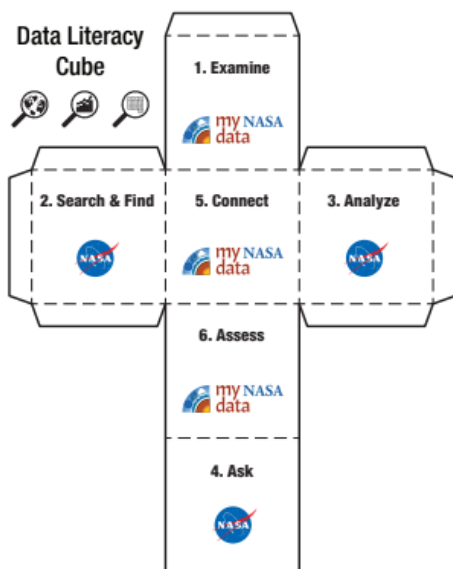 Data Literacy
Cube
1. Examine
my NASA
data
2. Search & Find
NASA
5. Connect
my NASA
data
3. Analyze
NASA
6. Assess
my NASA
data
4. Ask
NASA